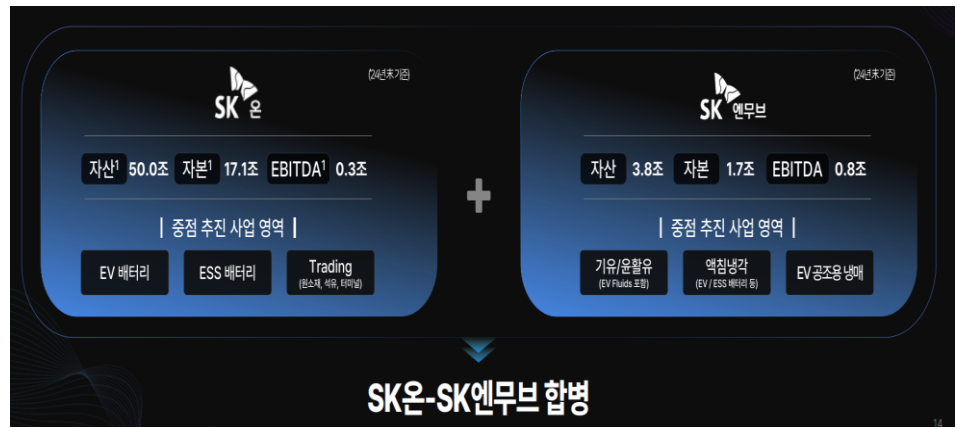 (24년末기준)
SK 온
자산¹ 50.0조 자본¹ 17.1조 EBITDA¹ 0.3조
중점 추진 사업 영역
EV 배터리
ESS 배터리
Trading
(원소재, 석유, 터미널)
+
(24년末기준)
SK 엔무브
자산 3.8조 자본 1.7조 EBITDA 0.8조
중점 추진 사업 영역
기유/윤활유
(EV Fluids 포함)
액침냉각
(EV / ESS 배터리 등)
EV 공조용 냉매
SK온-SK엔무브 합병
14